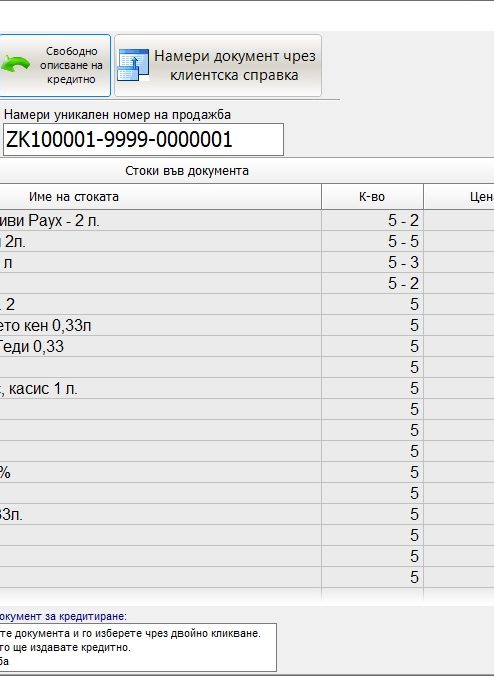 Свободно
описване на
кредитно
Намери документ чрез
клиентска справка
Намери уникален номер на продажба
ZK100001-9999-0000001
Стоки във документа
Име на стоката К-во Цена
иви Раух - 2 л. 5 - 2
2л. 5 - 5
л 5 - 3
5 - 2
. 2 5
ето кен 0,33л 5
Теди 0,33 5
5
, касис 1 л. 5
5
5
5
% 5
5
33л. 5
5
5
5
окумент за кредитиране:
те документа и го изберете чрез двойно кликване.
то ще издавате кредитно.
ба